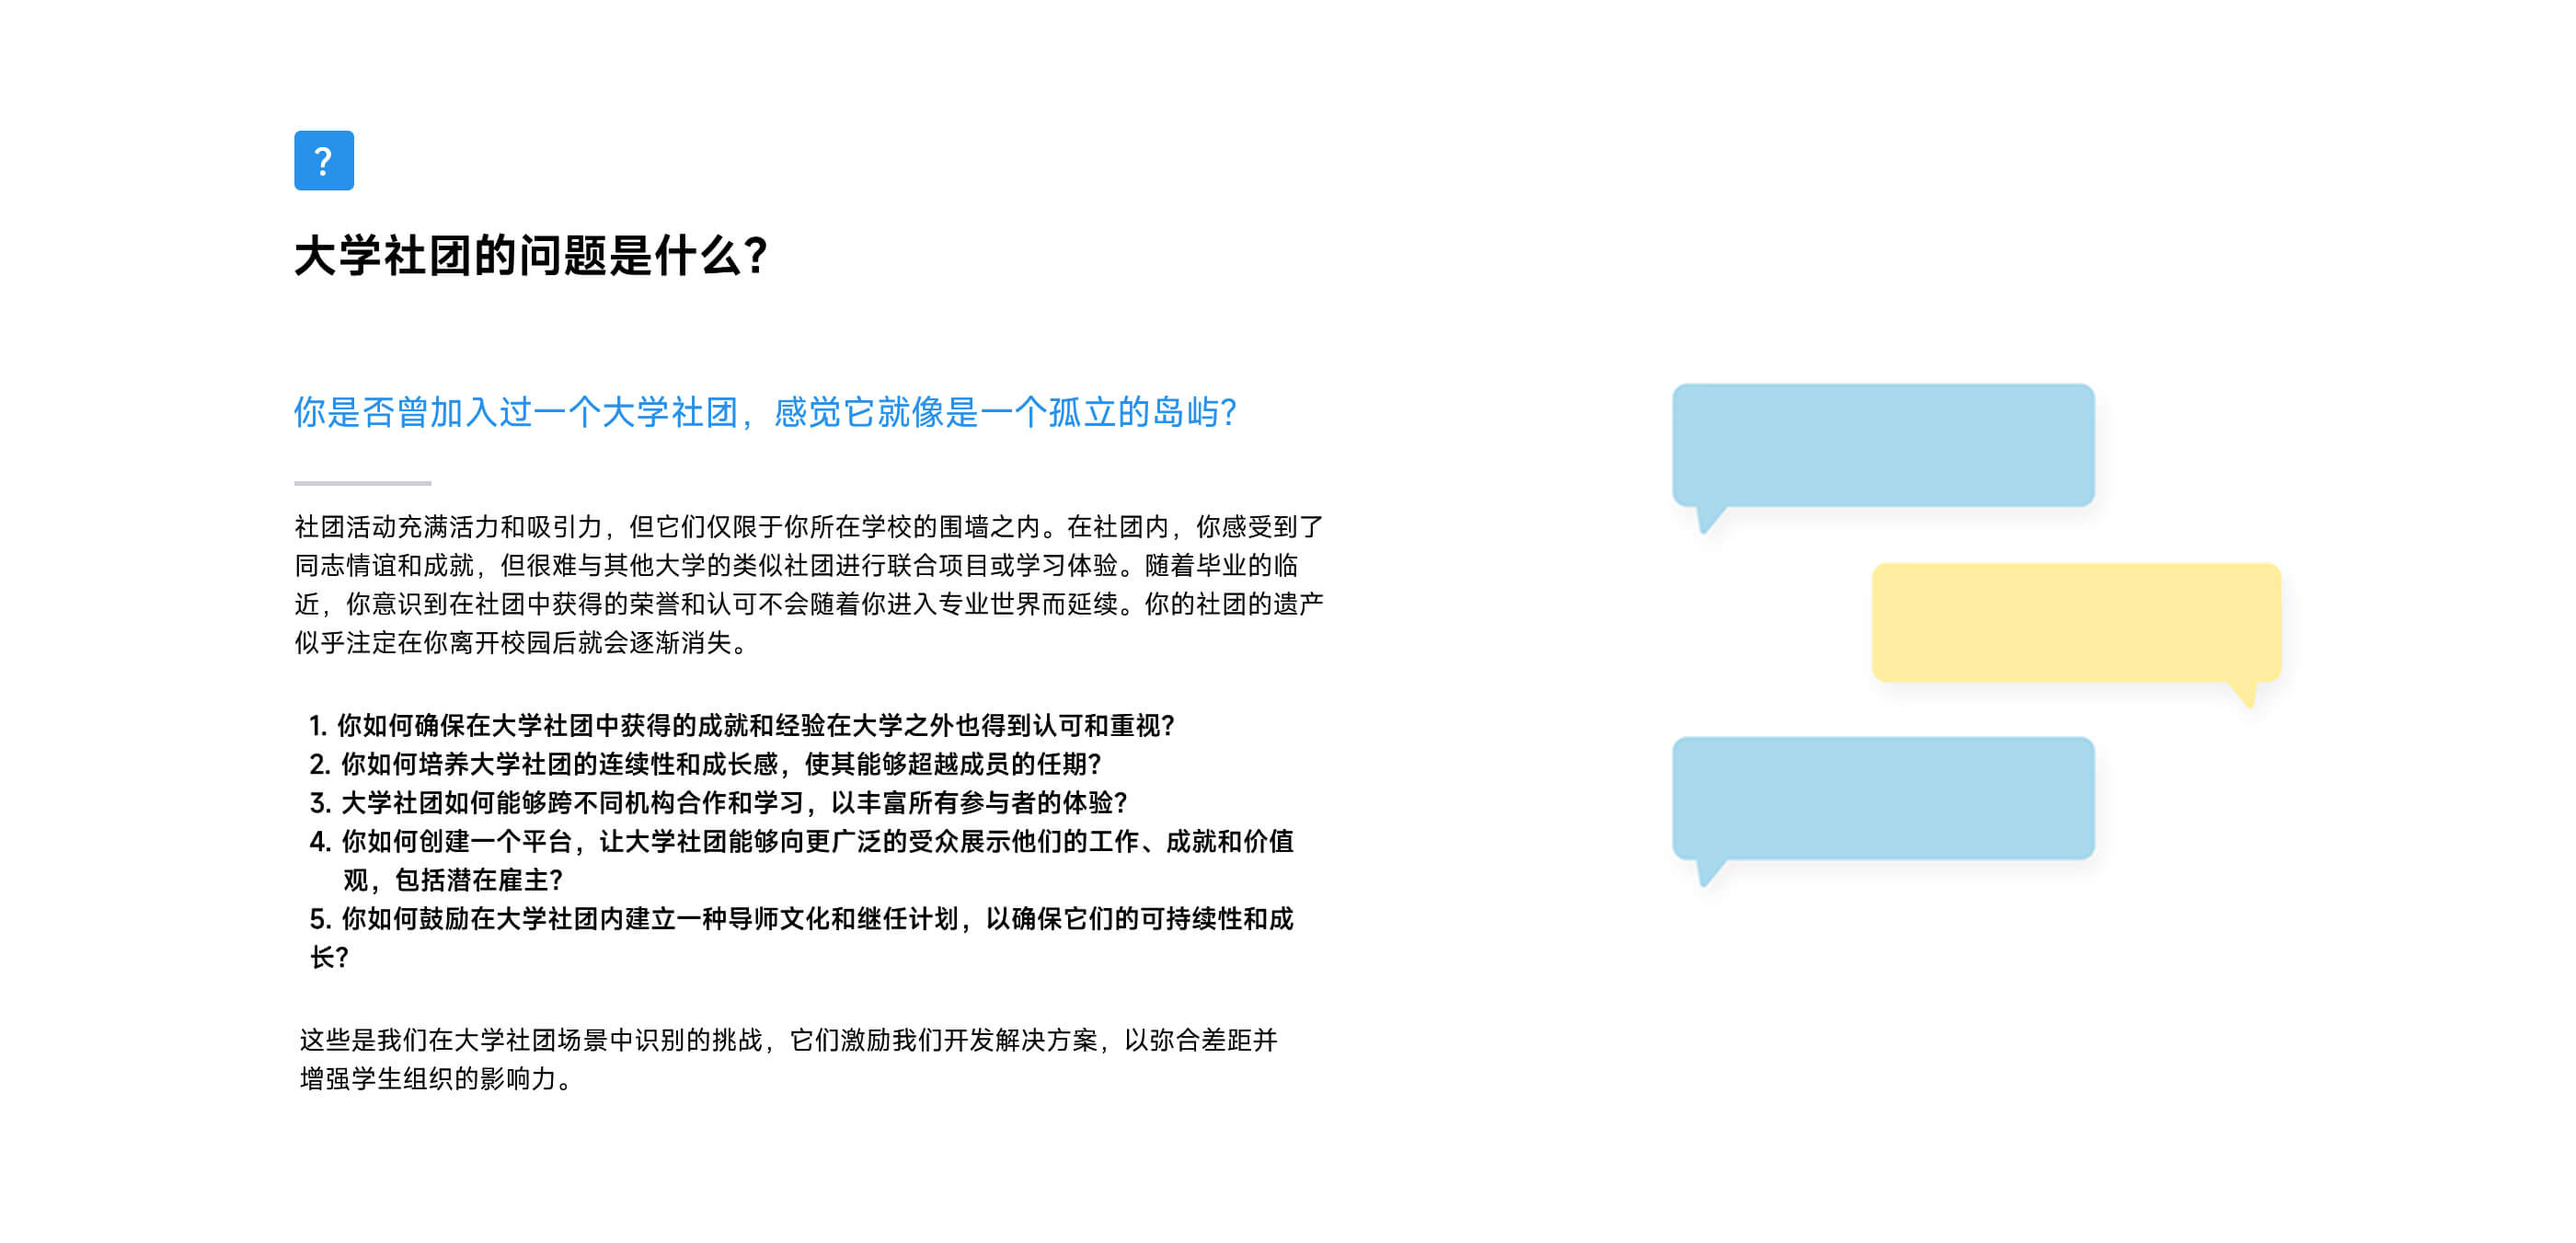 ?
大学社团的问题是什么?
你是否曾加入过一个大学社团，感觉它就像是一个孤立的岛屿?
社团活动充满活力和吸引力，但它们仅限于你所在学校的围墙之内。在社团内，你感受到了
同志情谊和成就，但很难与其他大学的类似社团进行联合项目或学习体验。随着毕业的临
近，你意识到在社团中获得的荣誉和认可不会随着你进入专业世界而延续。你的社团的遗产
似乎注定在你离开校园后就会逐渐消失。
1. 你如何确保在大学社团中获得的成就和经验在大学之外也得到认可和重视?
2. 你如何培养大学社团的连续性和成长感，使其能够超越成员的任期?
3. 大学社团如何能够跨不同机构合作和学习，以丰富所有参与者的体验?
4. 你如何创建一个平台，让大学社团能够向更广泛的受众展示他们的工作、成就和价值
观，包括潜在雇主?
5. 你如何鼓励在大学社团内建立一种导师文化和继任计划，以确保它们的可持续性和成
长?
这些是我们在大学社团场景中识别的挑战，它们激励我们开发解决方案，以弥合差距并
增强学生组织的影响力。